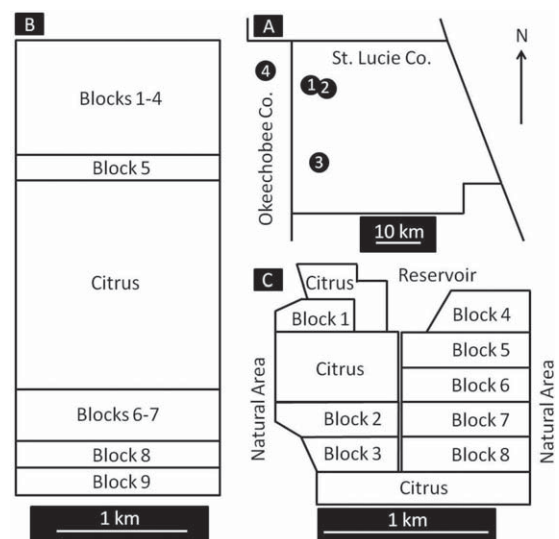 B
Blocks 1-4
Block 5
Citrus
Blocks 6-7
Block 8
Block 9
1 km
A
St. Lucie Co.
N
4
1 2
Okeechobee Co.
3
10 km
C
Citrus
Reservoir
Block 1
Block 4
Block 5
Citrus
Block 6
Natural Area
Natural Area
Block 2
Block 7
Block 3
Block 8
Citrus
1 km